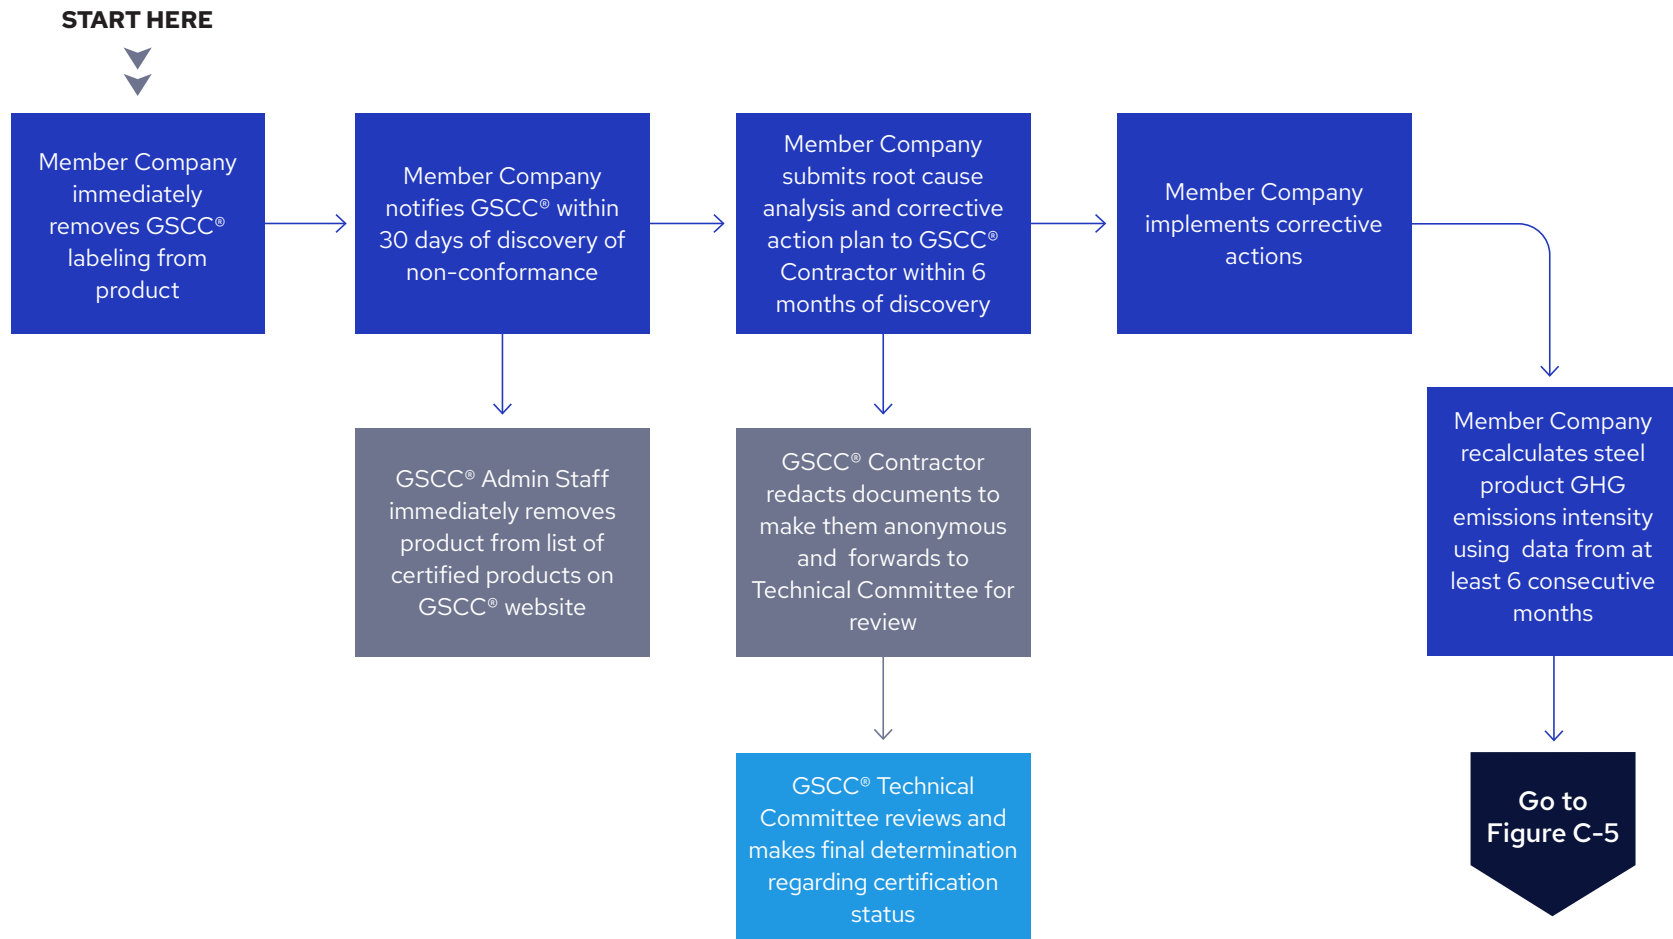 START HERE
Member Company
immediately
removes GSCC®
labeling from
product
Member Company
notifies GSCC® within
30 days of discovery of
non-conformance
Member Company
submits root cause
analysis and corrective
action plan to GSCC®
Contractor within 6
months of discovery
Member Company
implements corrective
actions
GSCC® Admin Staff
immediately removes
product from list of
certified products on
GSCC® website
GSCC® Contractor
redacts documents to
make them anonymous
and forwards to
Technical Committee for
review
Member Company
recalculates steel
product GHG
emissions intensity
using data from at
least 6 consecutive
months
GSCC® Technical
Committee reviews and
makes final determination
regarding certification
status
Go to
Figure C-5